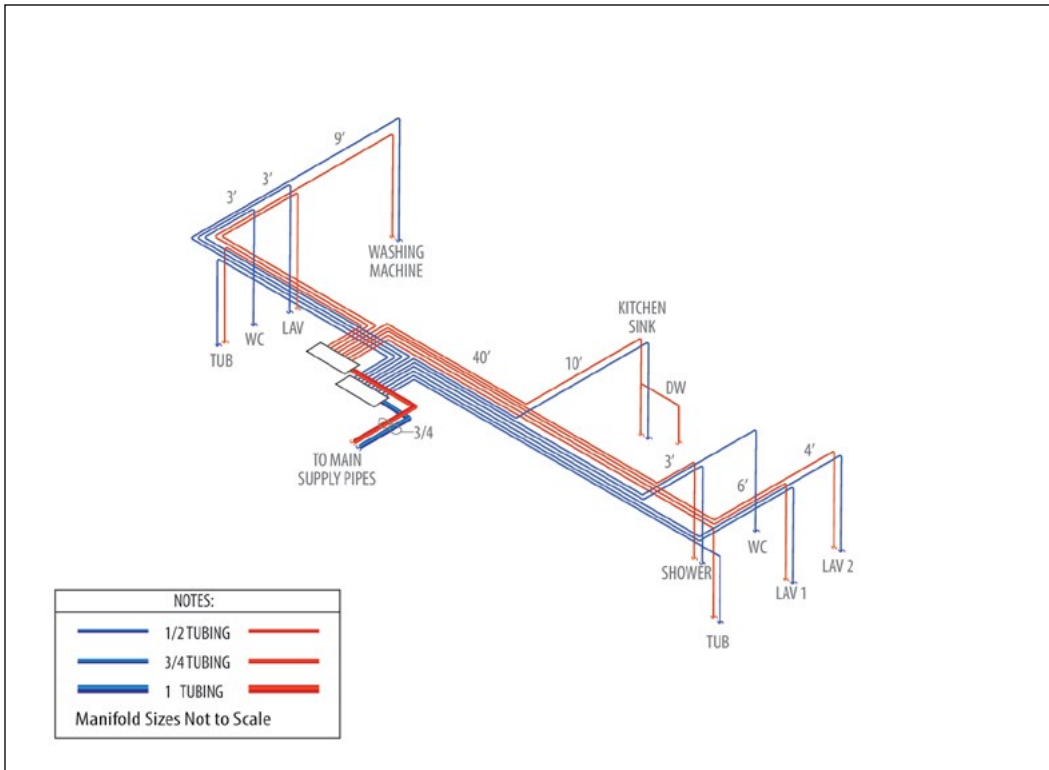 9'
3'
3'
WASHING
MACHINE
LAV
WC
TUB
KITCHEN
SINK
40'
10'
DW
3/4
TO MAIN
SUPPLY PIPES
3'
6'
4'
WC
LAV 2
SHOWER
LAV 1
TUB
NOTES:
1/2 TUBING
3/4 TUBING
1 TUBING
Manifold Sizes Not to Scale